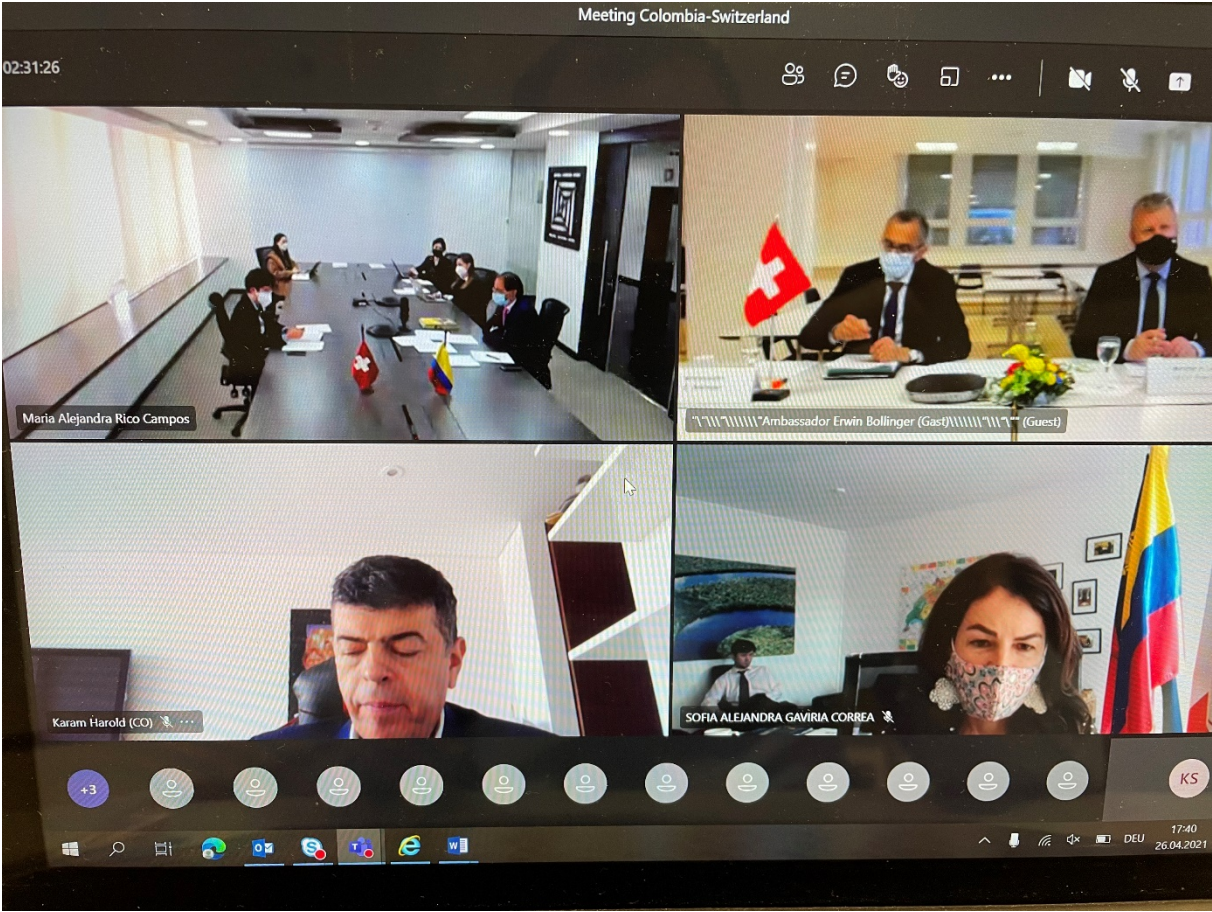 Meeting Colombia-Switzerland
02:31:26
Maria Alejandra Rico Campos
"\"\\\"\\\\\\\"Ambassador Erwin Bollinger (Gast)\\\\\\\"\\\"\"" (Guest)
Karam Harold (CO)
SOFIA ALEJANDRA GAVIRIA CORREA
+3
KS
DEU
17:40
26.04.2021